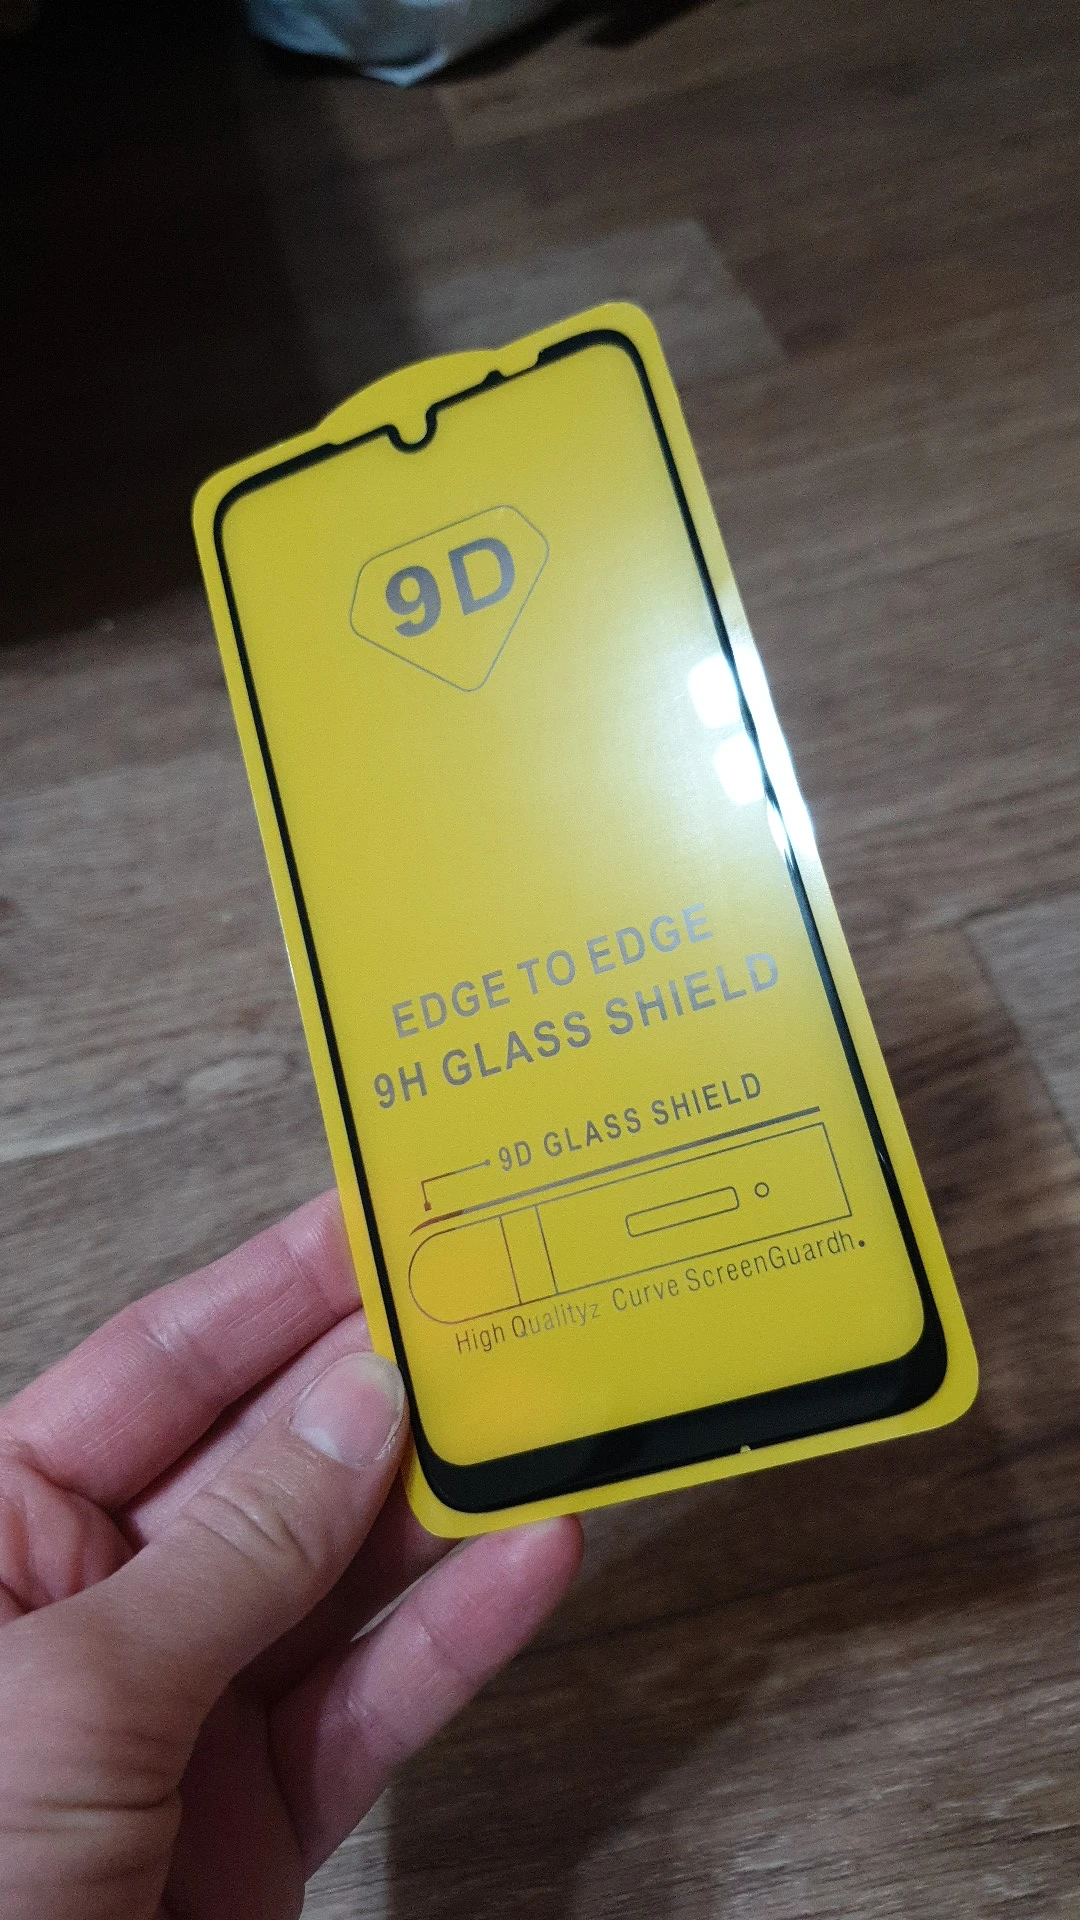 9D
EDGE TO EDGE
9H GLASS SHIELD
9D GLASS SHIELD
High Qualityz Curve ScreenGuardh.